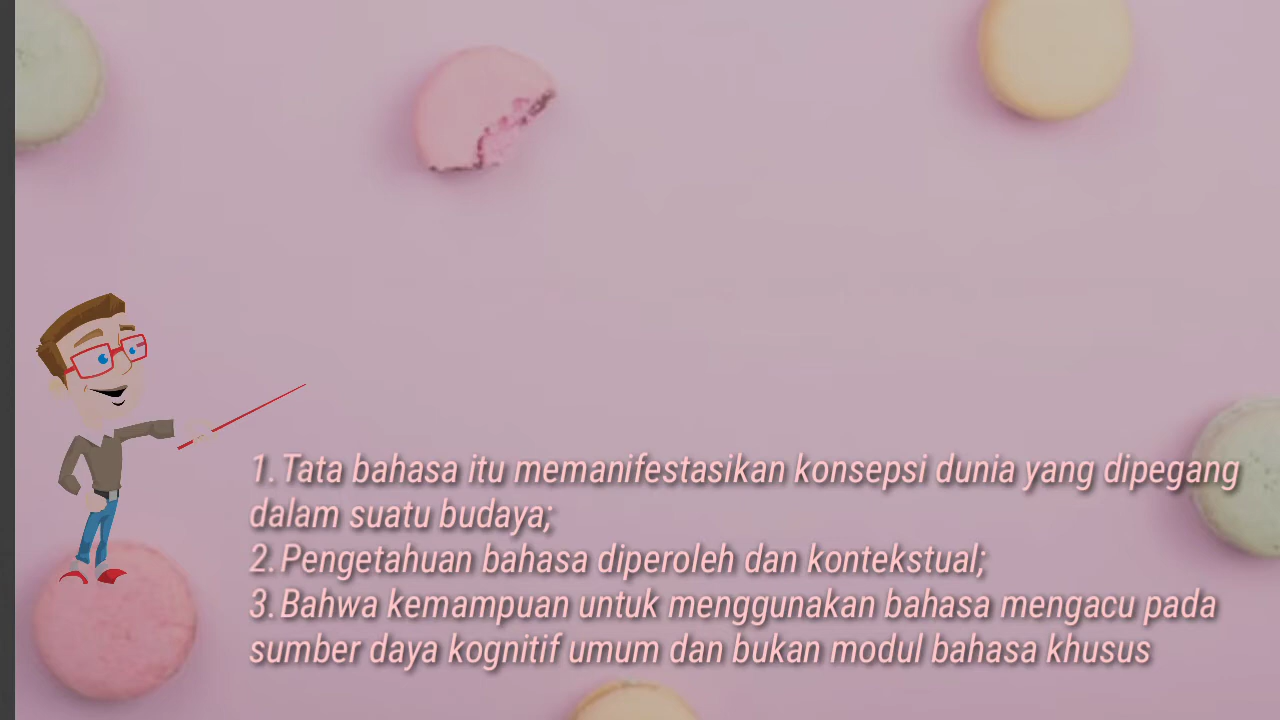 1. Tata bahasa itu memanifestasikan konsepsi dunia yang dipegang
dalam suatu budaya;
2. Pengetahuan bahasa diperoleh dan kontekstual;
3. Bahwa kemampuan untuk menggunakan bahasa mengacu pada
sumber daya kognitif umum dan bukan modul bahasa khusus